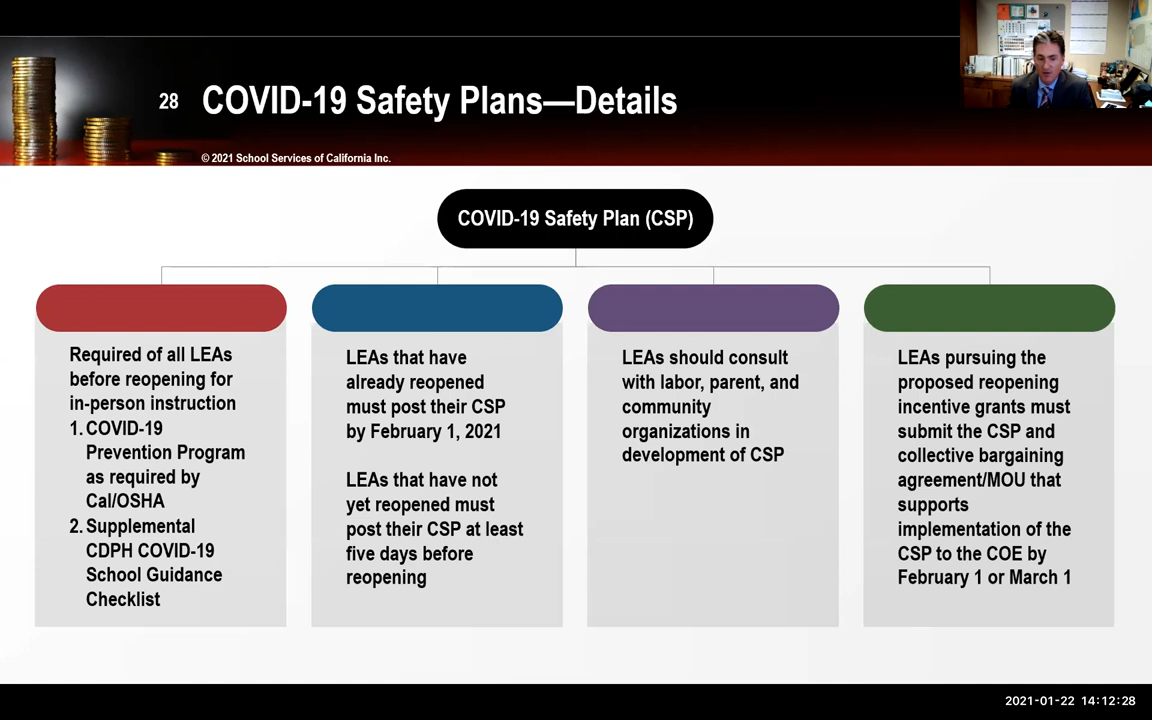 28 COVID-19 Safety Plans—Details
© 2021 School Services of California Inc.
COVID-19 Safety Plan (CSP)
Required of all LEAs
before reopening for
in-person instruction
1. COVID-19
Prevention Program
as required by
Cal/OSHA
2. Supplemental
CDPH COVID-19
School Guidance
Checklist
LEAs that have
already reopened
must post their CSP
by February 1, 2021
LEAs that have not
yet reopened must
post their CSP at least
five days before
reopening
LEAs should consult
with labor, parent, and
community
organizations in
development of CSP
LEAs pursuing the
proposed reopening
incentive grants must
submit the CSP and
collective bargaining
agreement/MOU that
supports
implementation of the
CSP to the COE by
February 1 or March 1
2021-01-22 14:12:28